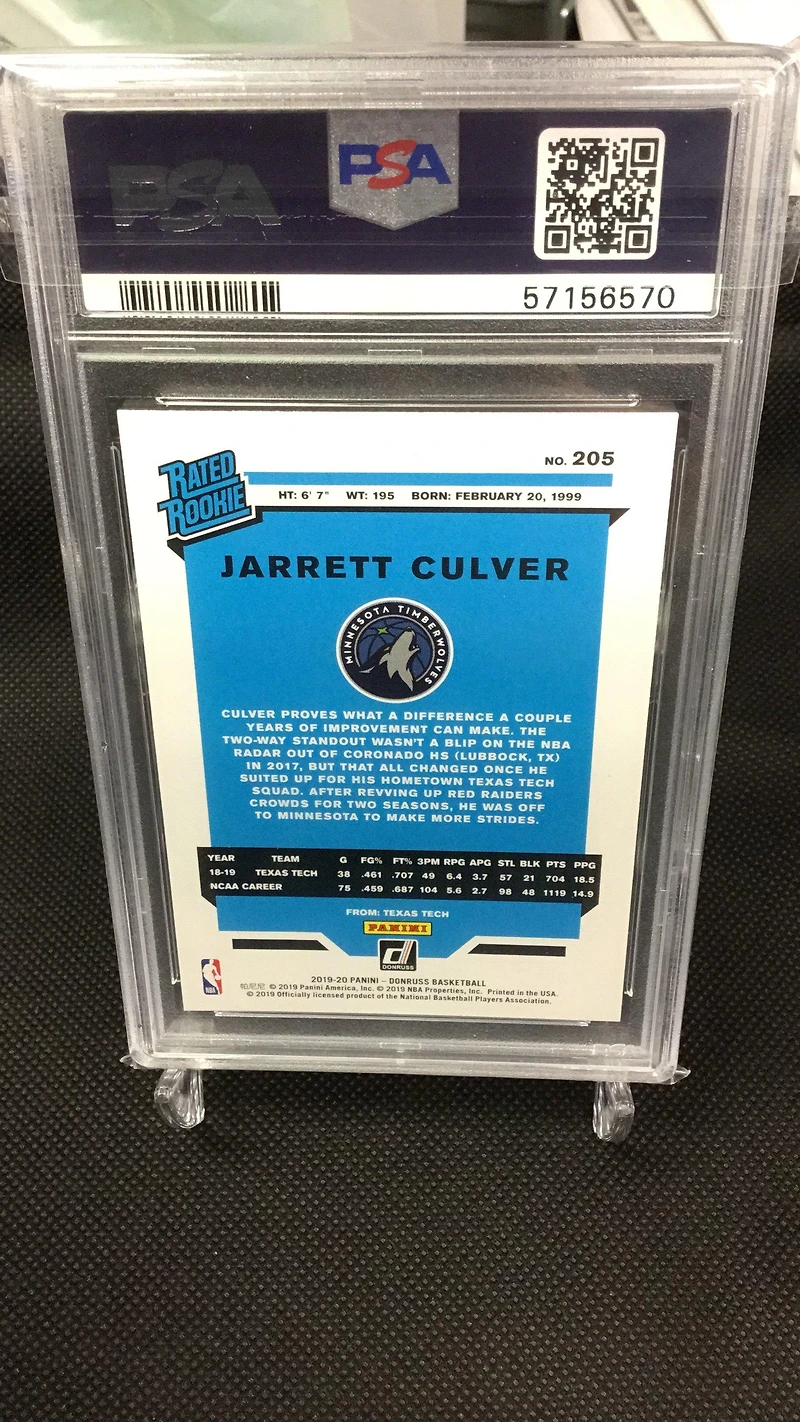 PSA
PSA
57156570
NO. 205
RATED
ROOKIE
HT: 6' 7" WT: 195 BORN: FEBRUARY 20, 1999
JARRETT CULVER
MINNESOTA TIMBERWOLVES
CULVER PROVES WHAT A DIFFERENCE A COUPLE
YEARS OF IMPROVEMENT CAN MAKE. THE
TWO-WAY STANDOUT WASN'T A BLIP ON THE NBA
RADAR OUT OF CORONADO HS (LUBBOCK, TX)
IN 2017, BUT THAT ALL CHANGED ONCE HE
SUITED UP FOR HIS HOMETOWN TEXAS TECH
SQUAD. AFTER REVVING UP RED RAIDERS
CROWDS FOR TWO SEASONS, HE WAS OFF
TO MINNESOTA TO MAKE MORE STRIDES.
YEAR TEAM G FG% FT% 3PM RPG APG STL BLK PTS PPG
18-19 TEXAS TECH 38 .461 .707 49 6.4 3.7 57 21 704 18.5
NCAA CAREER 75 .459 .687 104 5.6 2.7 98 48 1119 14.9
FROM: TEXAS TECH
PANINI
DONRUSS
NBA
2019-20 PANINI – DONRUSS BASKETBALL
帕尼尼 © 2019 Panini America, Inc. © 2019 NBA Properties, Inc. Printed in the USA.
© 2019 Officially licensed product of the National Basketball Players Association.